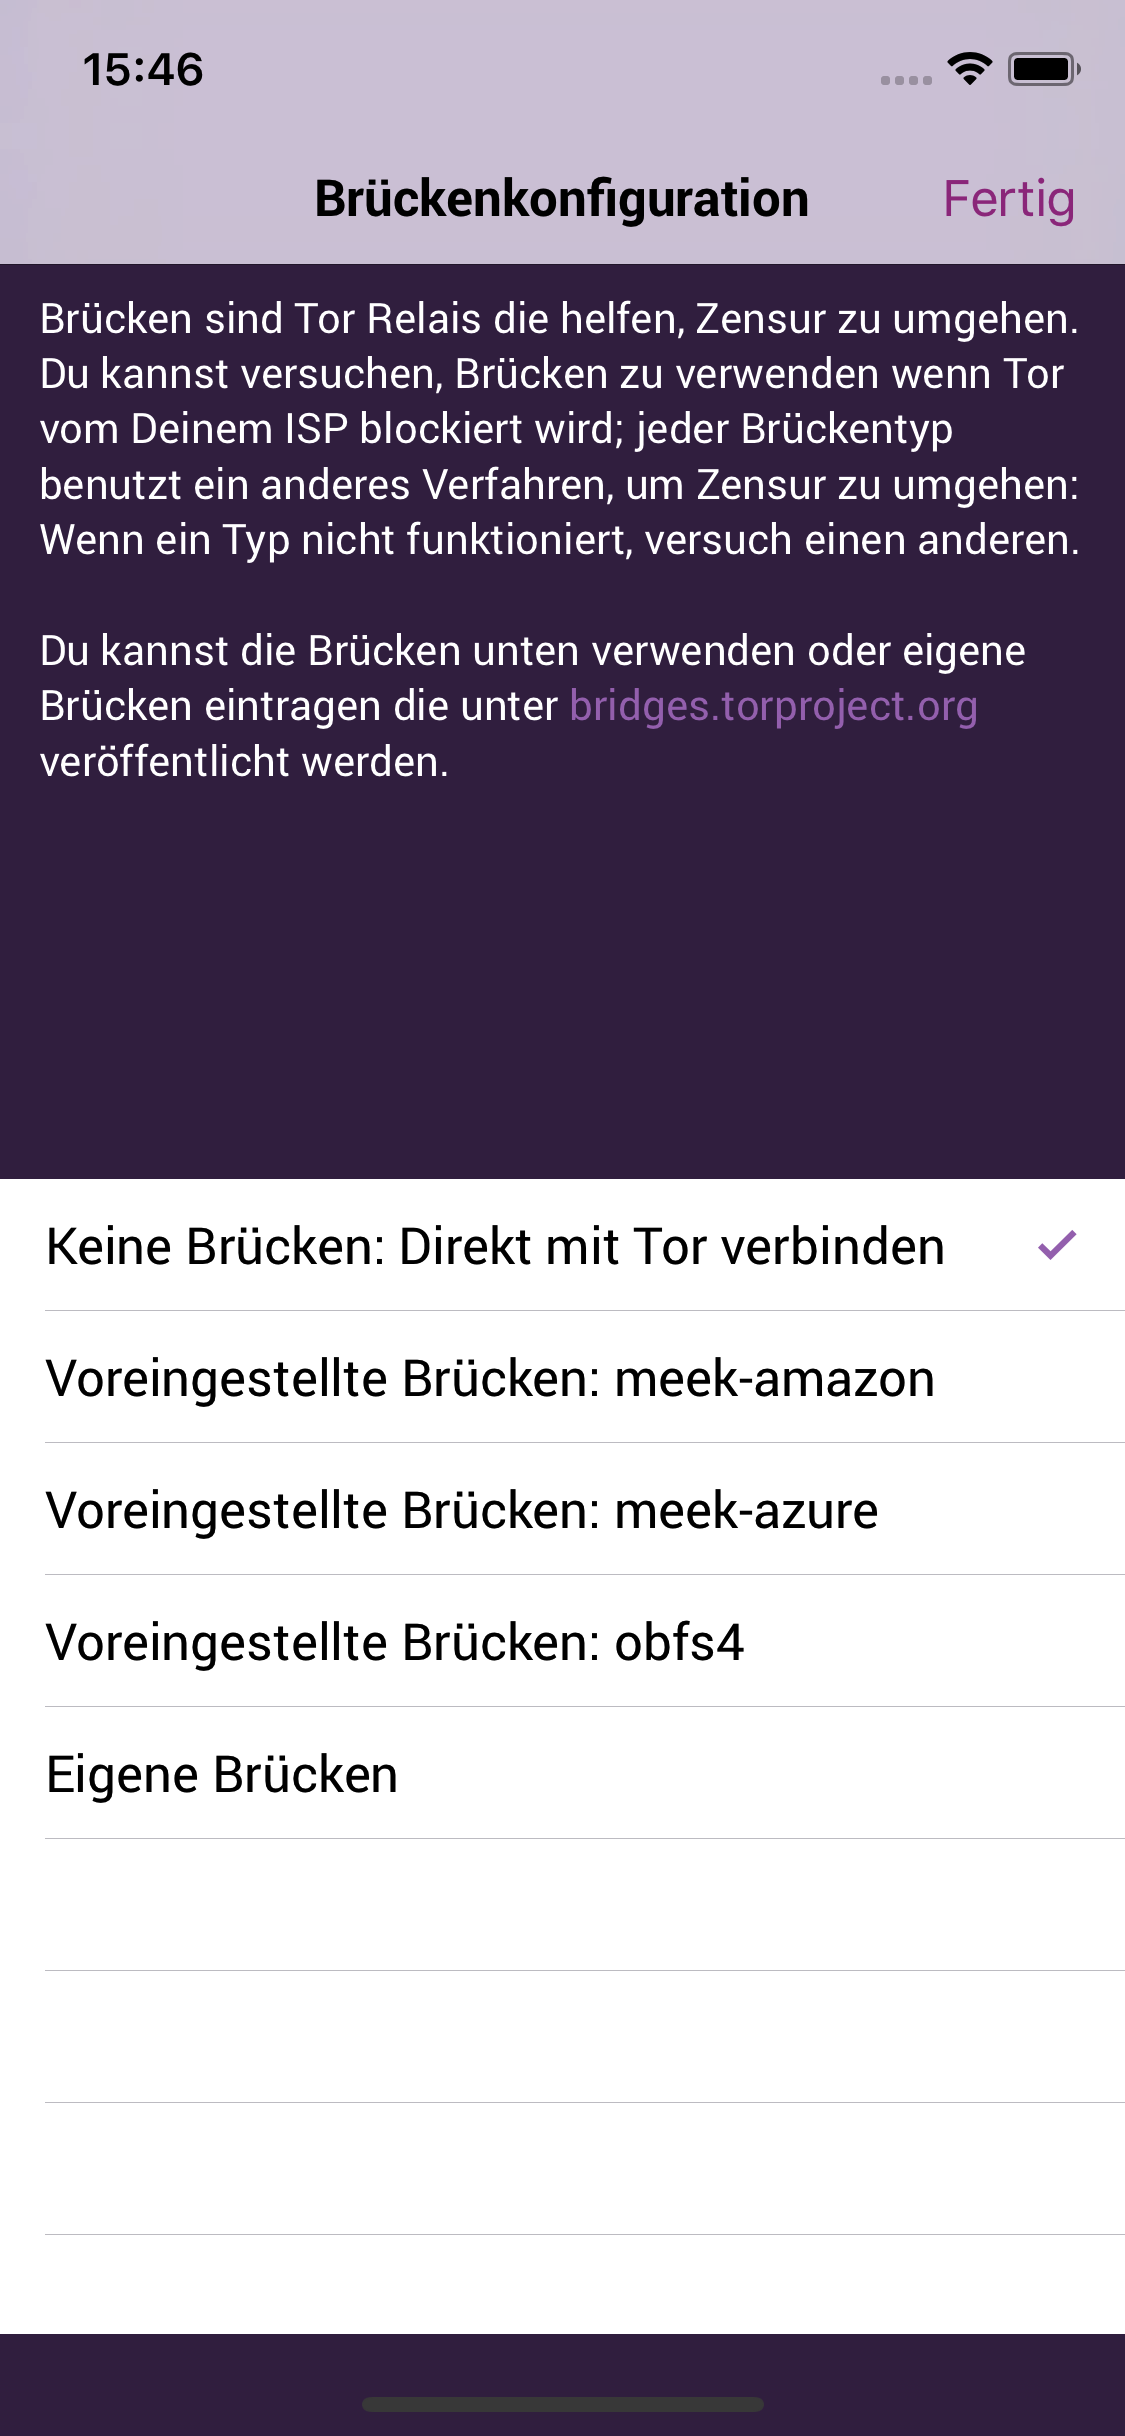 15:46
Brückenkonfiguration
Fertig
Brücken sind Tor Relais die helfen, Zensur zu umgehen.
Du kannst versuchen, Brücken zu verwenden wenn Tor
vom Deinem ISP blockiert wird; jeder Brückentyp
benutzt ein anderes Verfahren, um Zensur zu umgehen:
Wenn ein Typ nicht funktioniert, versuch einen anderen.
Du kannst die Brücken unten verwenden oder eigene
Brücken eintragen die unter bridges.torproject.org
veröffentlicht werden.
Keine Brücken: Direkt mit Tor verbinden
Voreingestellte Brücken: meek-amazon
Voreingestellte Brücken: meek-azure
Voreingestellte Brücken: obfs4
Eigene Brücken